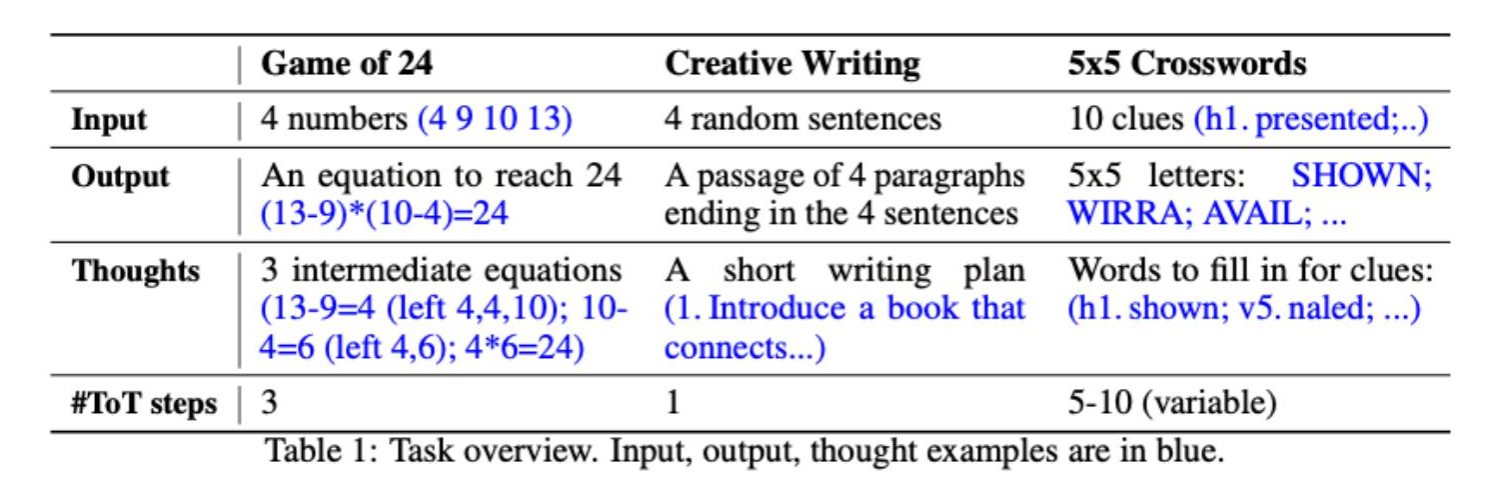 Game of 24 Creative Writing 5x5 Crosswords
Input 4 numbers (4 9 10 13) 4 random sentences 10 clues (h1. presented;..)
Output An equation to reach 24 A passage of 4 paragraphs 5x5 letters: SHOWN;
(13-9)*(10-4)=24 ending in the 4 sentences WIRRA; AVAIL; ...
Thoughts 3 intermediate equations A short writing plan Words to fill in for clues:
(13-9=4 (left 4,4,10); 10- (1. Introduce a book that (h1. shown; v5. naled; ...)
4=6 (left 4,6); 4*6=24) connects...)
#ToT steps 3 1 5-10 (variable)
Table 1: Task overview. Input, output, thought examples are in blue.